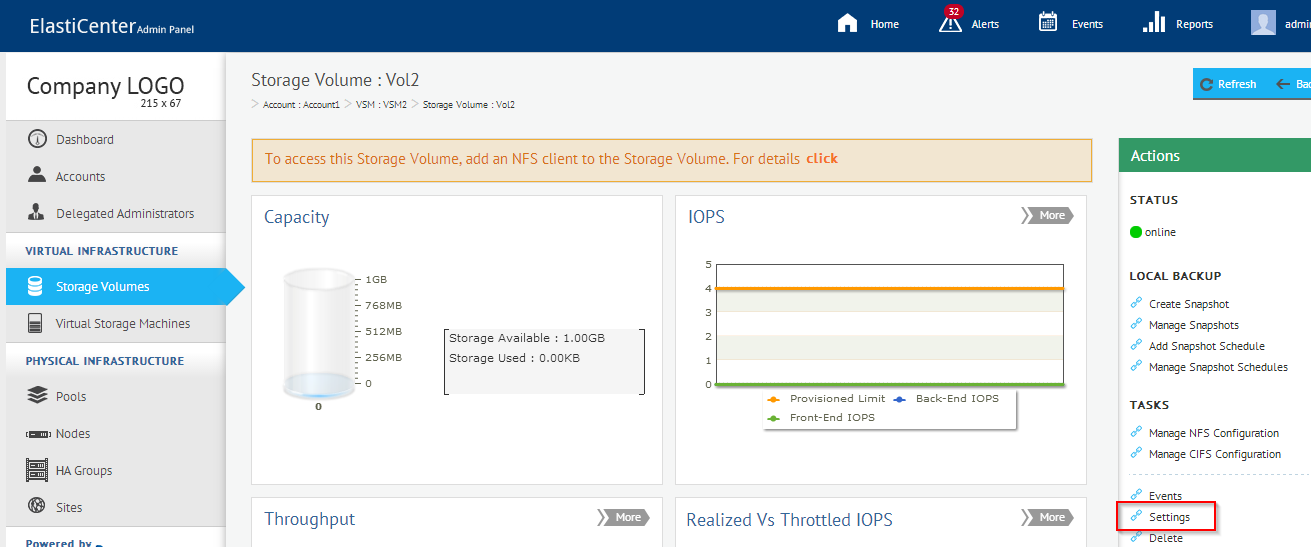 ElastiCenter Admin Panel
Home
32
Alerts
Events
Reports
admin
Company LOGO
215 x 67
Dashboard
Accounts
Delegated Administrators
VIRTUAL INFRASTRUCTURE
Storage Volumes
Virtual Storage Machines
PHYSICAL INFRASTRUCTURE
Pools
Nodes
HA Groups
Sites
Powered by
Storage Volume : Vol2
Account : Account1 > VSM : VSM2 > Storage Volume : Vol2
Refresh
Bac
To access this Storage Volume, add an NFS client to the Storage Volume. For details click
Capacity
1GB
768MB
512MB
256MB
0
0
Storage Available : 1.00GB
Storage Used : 0.00KB
IOPS
More
5
4
3
2
1
0
Provisioned Limit
Back-End IOPS
Front-End IOPS
Throughput
More
Realized Vs Throttled IOPS
More
Actions
STATUS
online
LOCAL BACKUP
Create Snapshot
Manage Snapshots
Add Snapshot Schedule
Manage Snapshot Schedules
TASKS
Manage NFS Configuration
Manage CIFS Configuration
Events
Settings
Delete